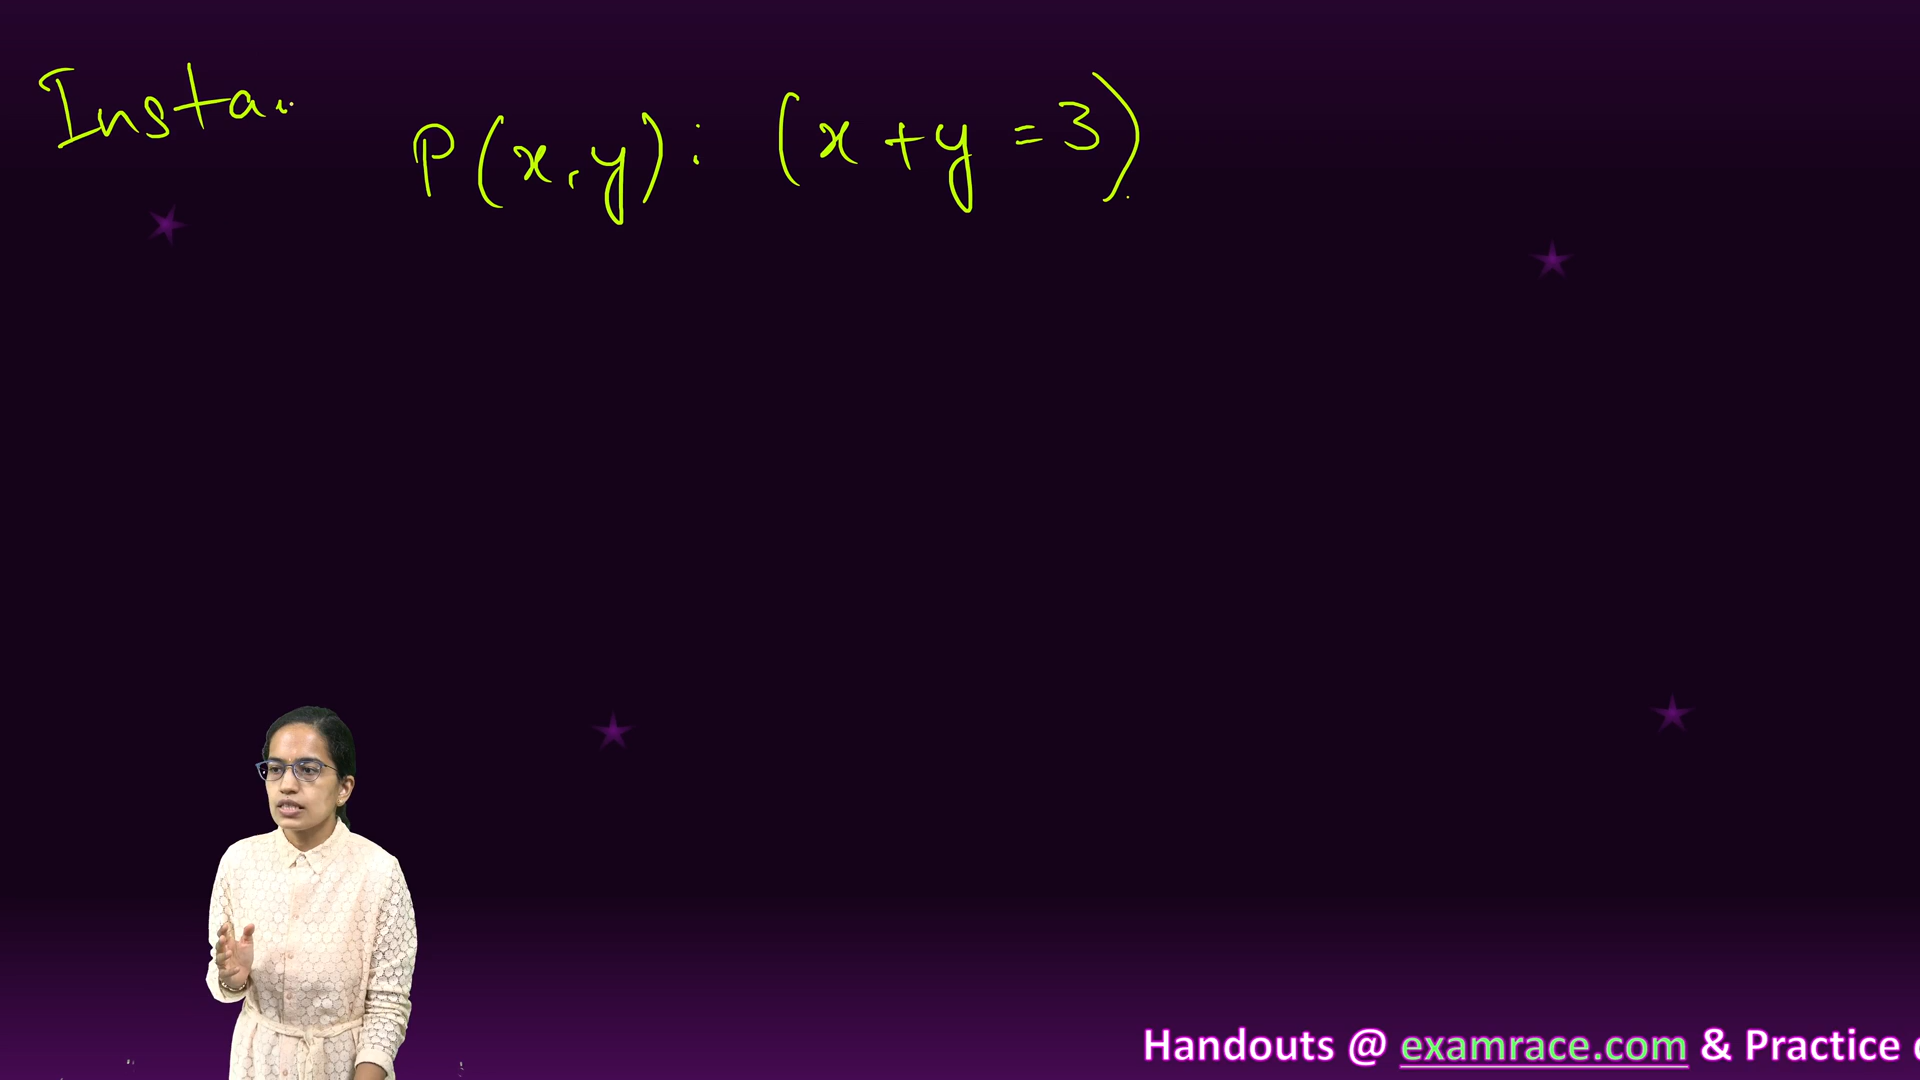 Insta
P(x, y) : (x + y = 3)
Handouts @ examrace.com & Practice